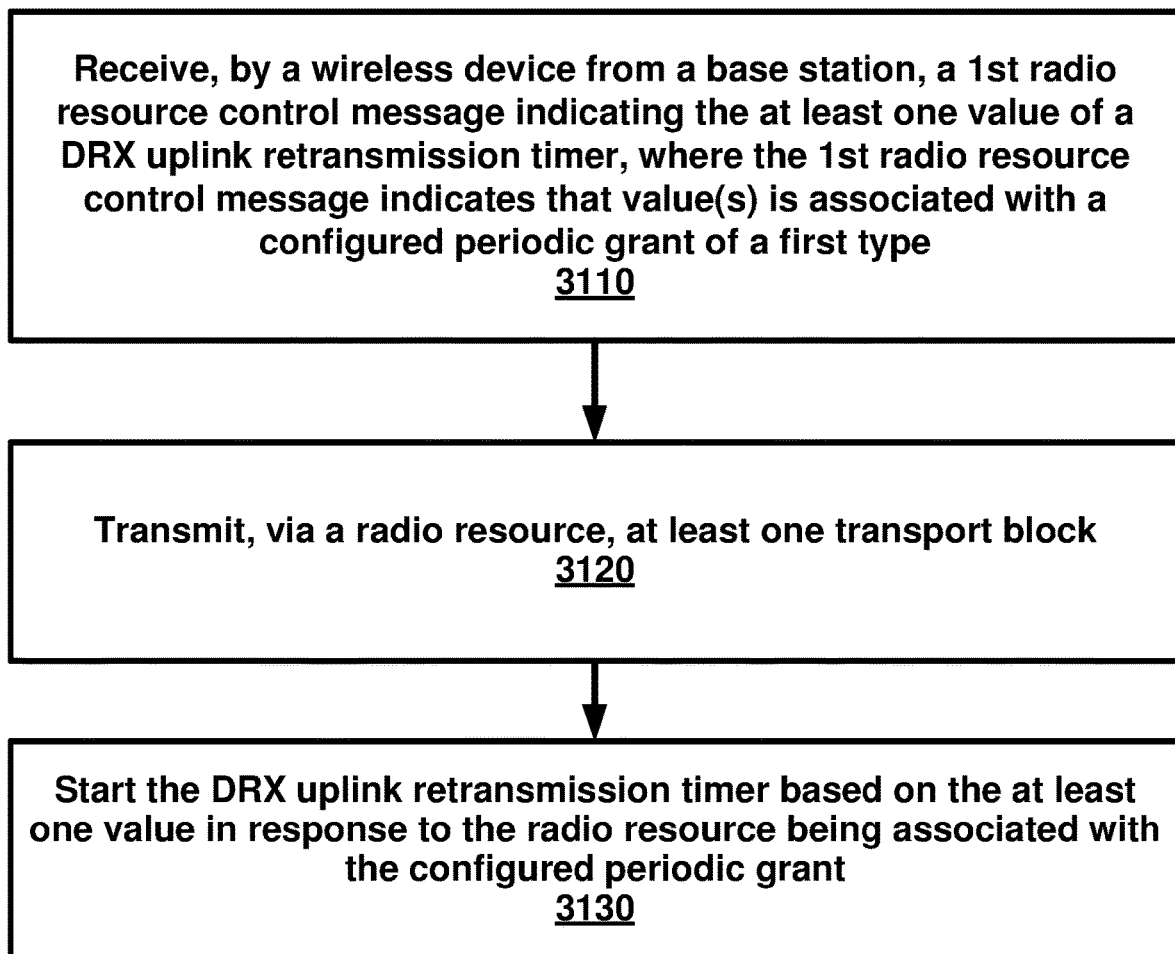 Receive, by a wireless device from a base station, a 1st radio
resource control message indicating the at least one value of a
DRX uplink retransmission timer, where the 1st radio resource
control message indicates that value(s) is associated with a
configured periodic grant of a first type
3110
Transmit, via a radio resource, at least one transport block
3120
Start the DRX uplink retransmission timer based on the at least
one value in response to the radio resource being associated with
the configured periodic grant
3130